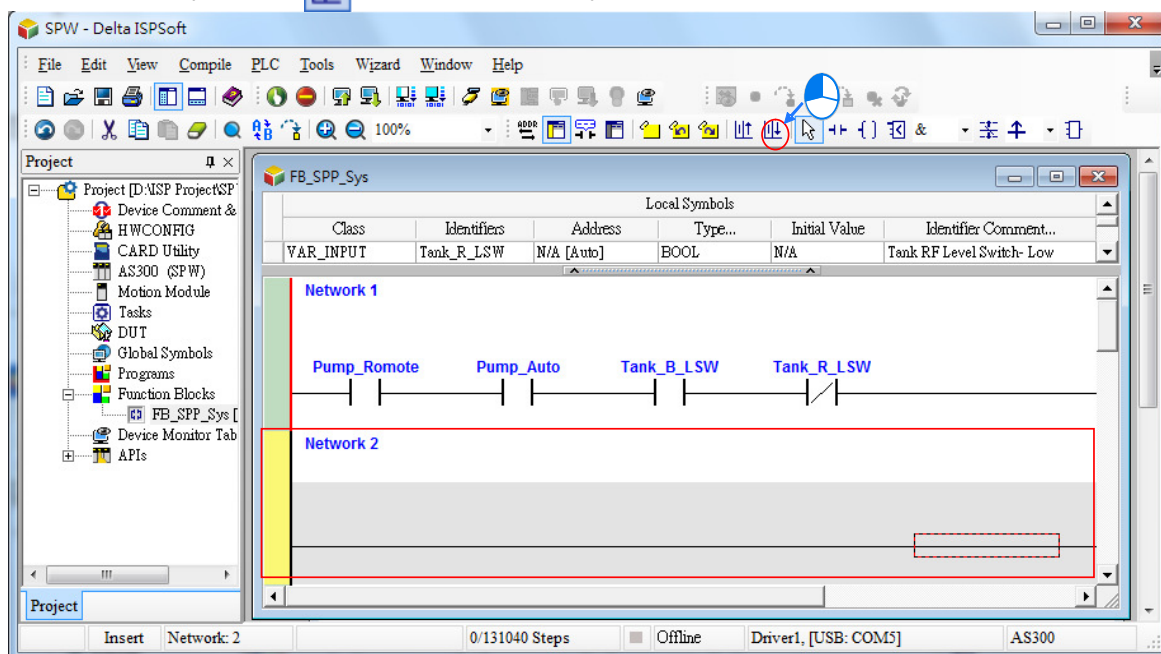 SPW - Delta ISPSoft
File Edit View Compile PLC Tools Wizard Window Help
100%
ADDR
&
Project
Project [D:\ISP Project\SP
Device Comment &
HWCONFIG
CARD Utility
AS300 (SPW)
Motion Module
Tasks
DUT
Global Symbols
Programs
Function Blocks
FB_SPP_Sys [
Device Monitor Tab
APIs
Project
FB_SPP_Sys
Local Symbols
Class Identifiers Address Type... Initial Value Identifier Comment...
VAR_INPUT Tank_R_LSW N/A [Auto] BOOL N/A Tank RF Level Switch- Low
Network 1
Pump_Romote Pump_Auto Tank_B_LSW Tank_R_LSW
Network 2
Insert Network: 2 0/131040 Steps Offline Driver1, [USB: COM5] AS300